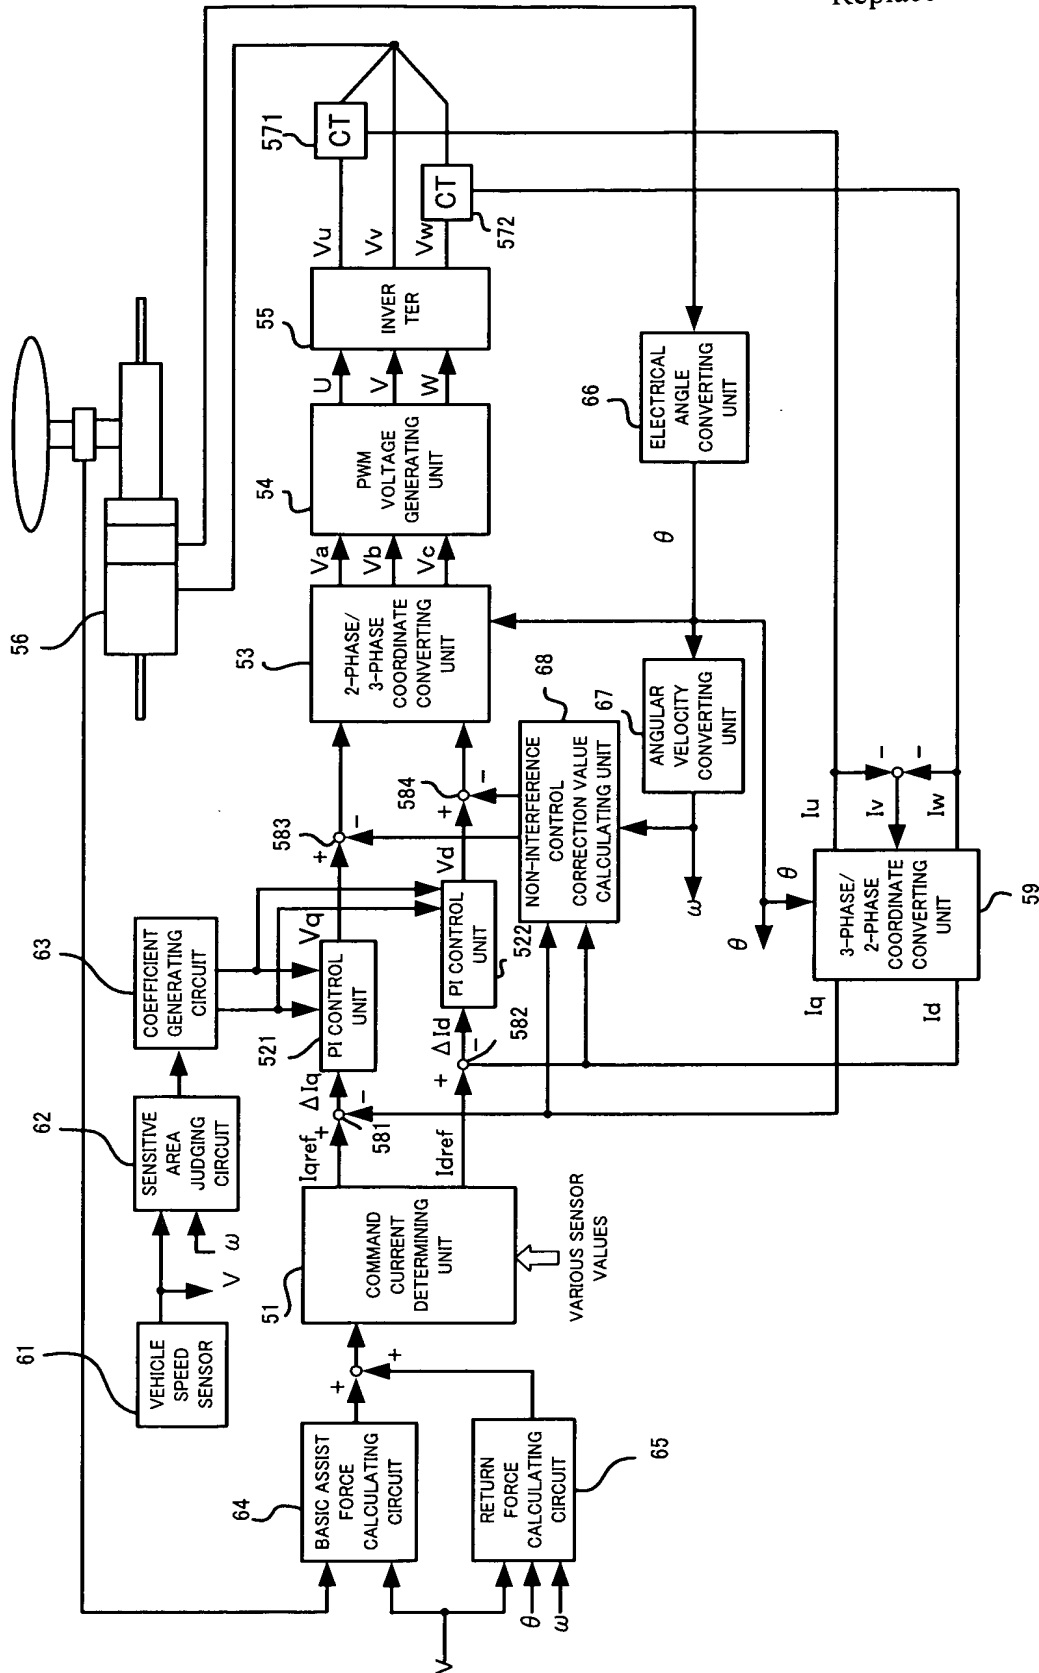 Replace
56
61
VEHICLE
SPEED
SENSOR
V
ω
62
SENSITIVE
AREA
JUDGING
CIRCUIT
63
COEFFICIENT
GENERATING
CIRCUIT
64
BASIC ASSIST
FORCE
CALCULATING
CIRCUIT
V
θ
ω
RETURN
FORCE
CALCULATING
CIRCUIT
65
+
+
51
COMMAND
CURRENT
DETERMINING
UNIT
VARIOUS SENSOR
VALUES
Iqref
Idref
+
-
581
ΔIq
+
-
582
ΔId
521
PI CONTROL
UNIT
Vq
PI CONTROL
UNIT
522
Vd
583
+
-
584
+
-
53
2-PHASE/
3-PHASE
COORDINATE
CONVERTING
UNIT
Va
Vb
Vc
54
PWM
VOLTAGE
GENERATING
UNIT
U
V
W
55
INVER
TER
Vu
Vv
Vw
571
CT
CT
572
68
NON-INTERFERENCE
CONTROL
CORRECTION VALUE
CALCULATING UNIT
67
ANGULAR
VELOCITY
CONVERTING
UNIT
ω
66
ELECTRICAL
ANGLE
CONVERTING
UNIT
θ
θ
θ
Iq
Id
3-PHASE/
2-PHASE
COORDINATE
CONVERTING
UNIT
59
Iu
Iv
Iw
-
-